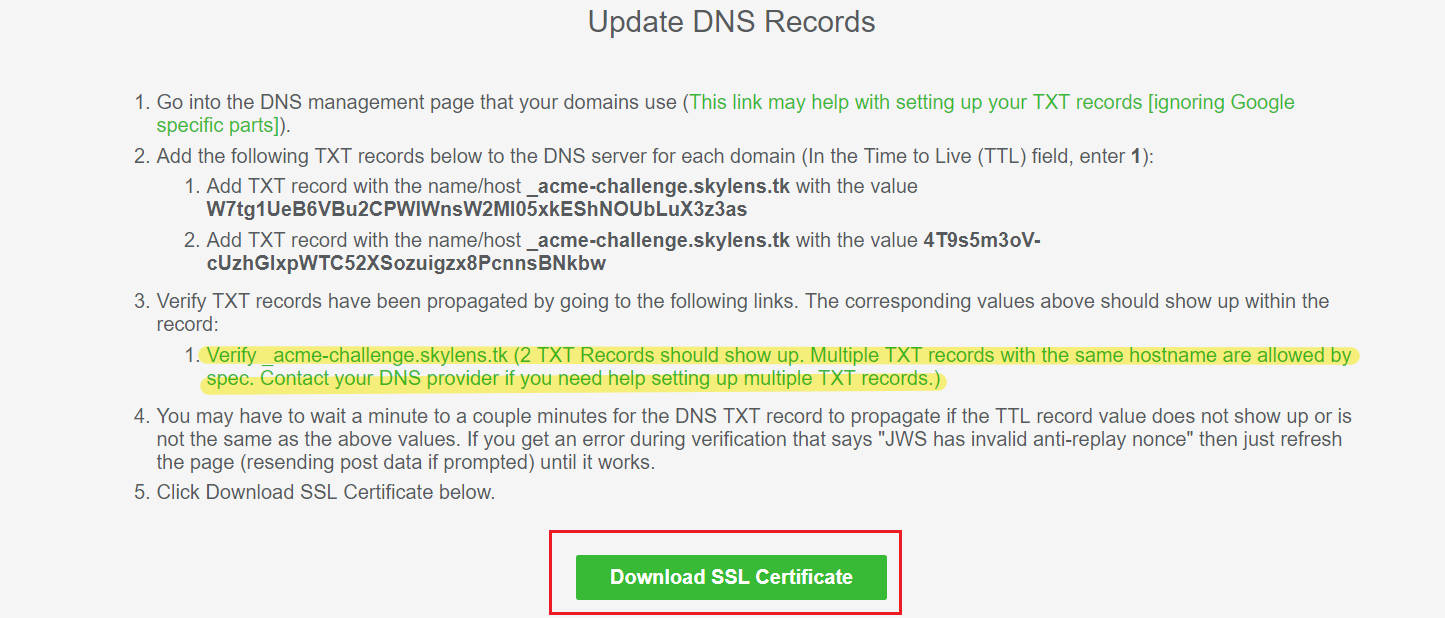 Update DNS Records
1. Go into the DNS management page that your domains use (This link may help with setting up your TXT records [ignoring Google
specific parts]).
2. Add the following TXT records below to the DNS server for each domain (In the Time to Live (TTL) field, enter 1):
1. Add TXT record with the name/host _acme-challenge.skylens.tk with the value
W7tg1UeB6VBu2CPWlWnsW2Ml05xkEShNOUbLuX3z3as
2. Add TXT record with the name/host _acme-challenge.skylens.tk with the value 4T9s5m3oV-
cUzhGlxpWTC52XSozuigzx8PcnnsBNkbw
3. Verify TXT records have been propagated by going to the following links. The corresponding values above should show up within the
record:
1. Verify _acme-challenge.skylens.tk (2 TXT Records should show up. Multiple TXT records with the same hostname are allowed by
spec. Contact your DNS provider if you need help setting up multiple TXT records.)
4. You may have to wait a minute to a couple minutes for the DNS TXT record to propagate if the TTL record value does not show up or is
not the same as the above values. If you get an error during verification that says "JWS has invalid anti-replay nonce" then just refresh
the page (resending post data if prompted) until it works.
5. Click Download SSL Certificate below.
Download SSL Certificate